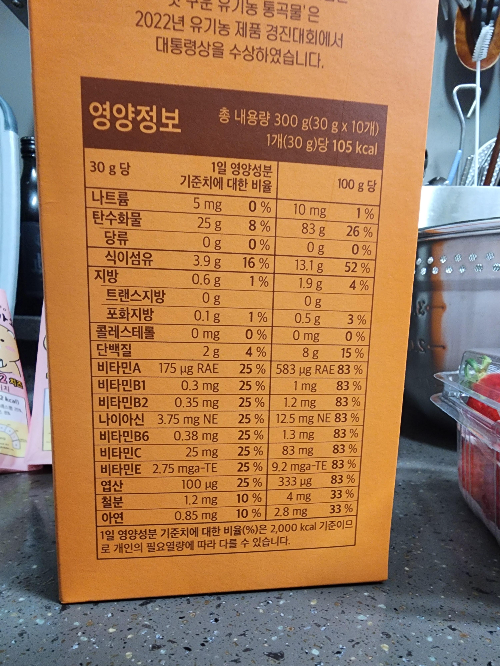 맛 추운 유기농 통곡물'은
2022년 유기농 제품 경진대회에서
대통령상을 수상하였습니다.
영양정보
총 내용량 300 g(30 g x 10개)
1개(30 g)당 105 kcal
30 g 당 1일 영양성분 기준치에 대한 비율 100 g 당
나트륨 5 mg 0 % 10 mg 1 %
탄수화물 25 g 8 % 83 g 26 %
당류 0 g 0 % 0 g 0 %
식이섬유 3.9 g 16 % 13.1 g 52 %
지방 0.6 g 1 % 1.9 g 4 %
트랜스지방 0 g 0 g
포화지방 0.1 g 1 % 0.5 g 3 %
콜레스테롤 0 mg 0 % 0 mg 0 %
단백질 2 g 4 % 8 g 15 %
비타민A 175 µg RAE 25 % 583 µg RAE 83 %
비타민B1 0.3 mg 25 % 1 mg 83 %
비타민B2 0.35 mg 25 % 1.2 mg 83 %
나이아신 3.75 mg NE 25 % 12.5 mg NE 83 %
비타민B6 0.38 mg 25 % 1.3 mg 83 %
비타민C 25 mg 25 % 83 mg 83 %
비타민E 2.75 mga-TE 25 % 9.2 mga-TE 83 %
엽산 100 µg 25 % 333 µg 83 %
철분 1.2 mg 10 % 4 mg 33 %
아연 0.85 mg 10 % 2.8 mg 33 %
1일 영양성분 기준치에 대한 비율(%)은 2,000 kcal 기준이므
로 개인의 필요열량에 따라 다를 수 있습니다.